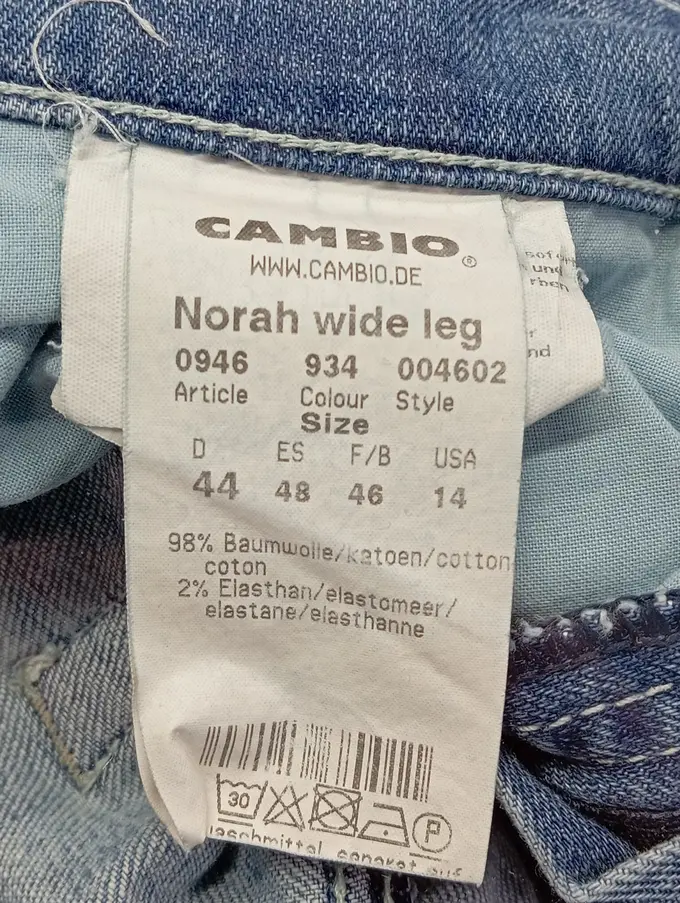 CAMBIO®
WWW.CAMBIO.DE
Norah wide leg
0946 934 004602
Article Colour Style
Size
D ES F/B USA
44 48 46 14
98% Baumwolle/katoen/cotton
coton
2% Elasthan/elastomeer/
elastane/elasthanne
30 P
und